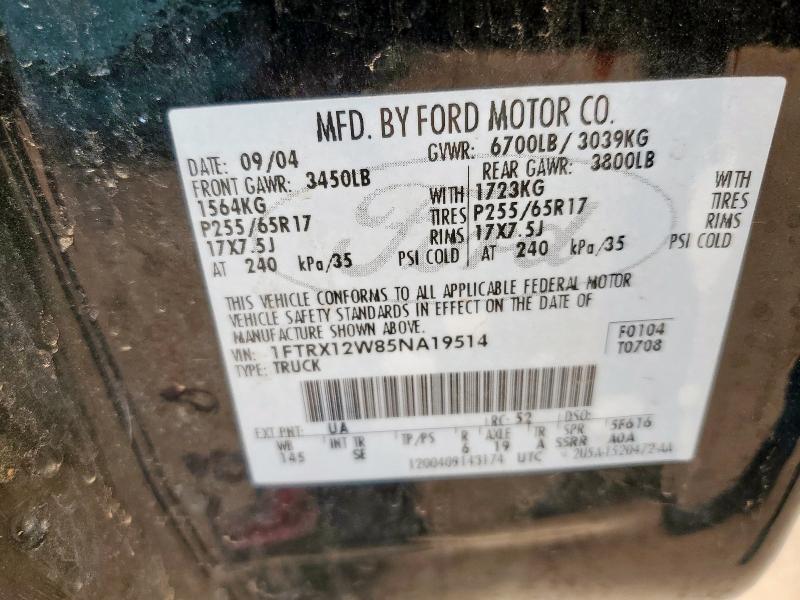 MFD. BY FORD MOTOR CO.
DATE: 09/04 GVWR: 6700LB/ 3039KG
FRONT GAWR: 3450LB REAR GAWR: 3800LB
1564KG WITH 1723KG WITH
P255/65R17 TIRES P255/65R17 TIRES
17X7.5J RIMS 17X7.5J RIMS
AT 240 kPa/35 PSI COLD AT 240 kPa/35 PSI COLD
Ford
THIS VEHICLE CONFORMS TO ALL APPLICABLE FEDERAL MOTOR
VEHICLE SAFETY STANDARDS IN EFFECT ON THE DATE OF
MANUFACTURE SHOWN ABOVE.
VIN: 1FTRX12W85NA19514 F0104
TYPE: TRUCK T0708
EXT PNT: UA RC: 52 DSO:
WB INT TR TP/PS R AXLE TR SPR 5F616
145 SE 6 19 A SSRR A0A
1200409143174 UTC